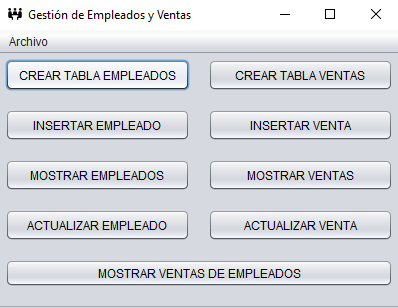 Gestión de Empleados y Ventas
Archivo
CREAR TABLA EMPLEADOS
CREAR TABLA VENTAS
INSERTAR EMPLEADO
INSERTAR VENTA
MOSTRAR EMPLEADOS
MOSTRAR VENTAS
ACTUALIZAR EMPLEADO
ACTUALIZAR VENTA
MOSTRAR VENTAS DE EMPLEADOS